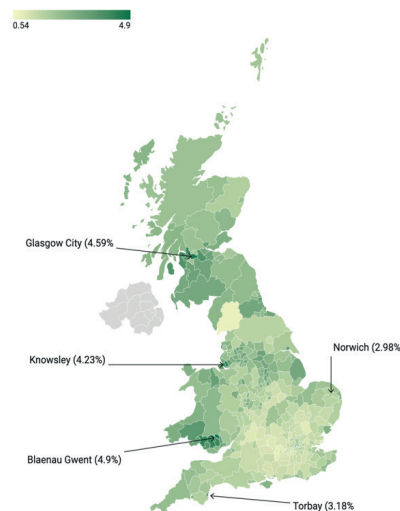 0.54 4.9
Glasgow City (4.59%
Norwich (2.98%
Knowsley (4.23%)
Blaenau Gwent (4.9%)
Torbay (3.18%